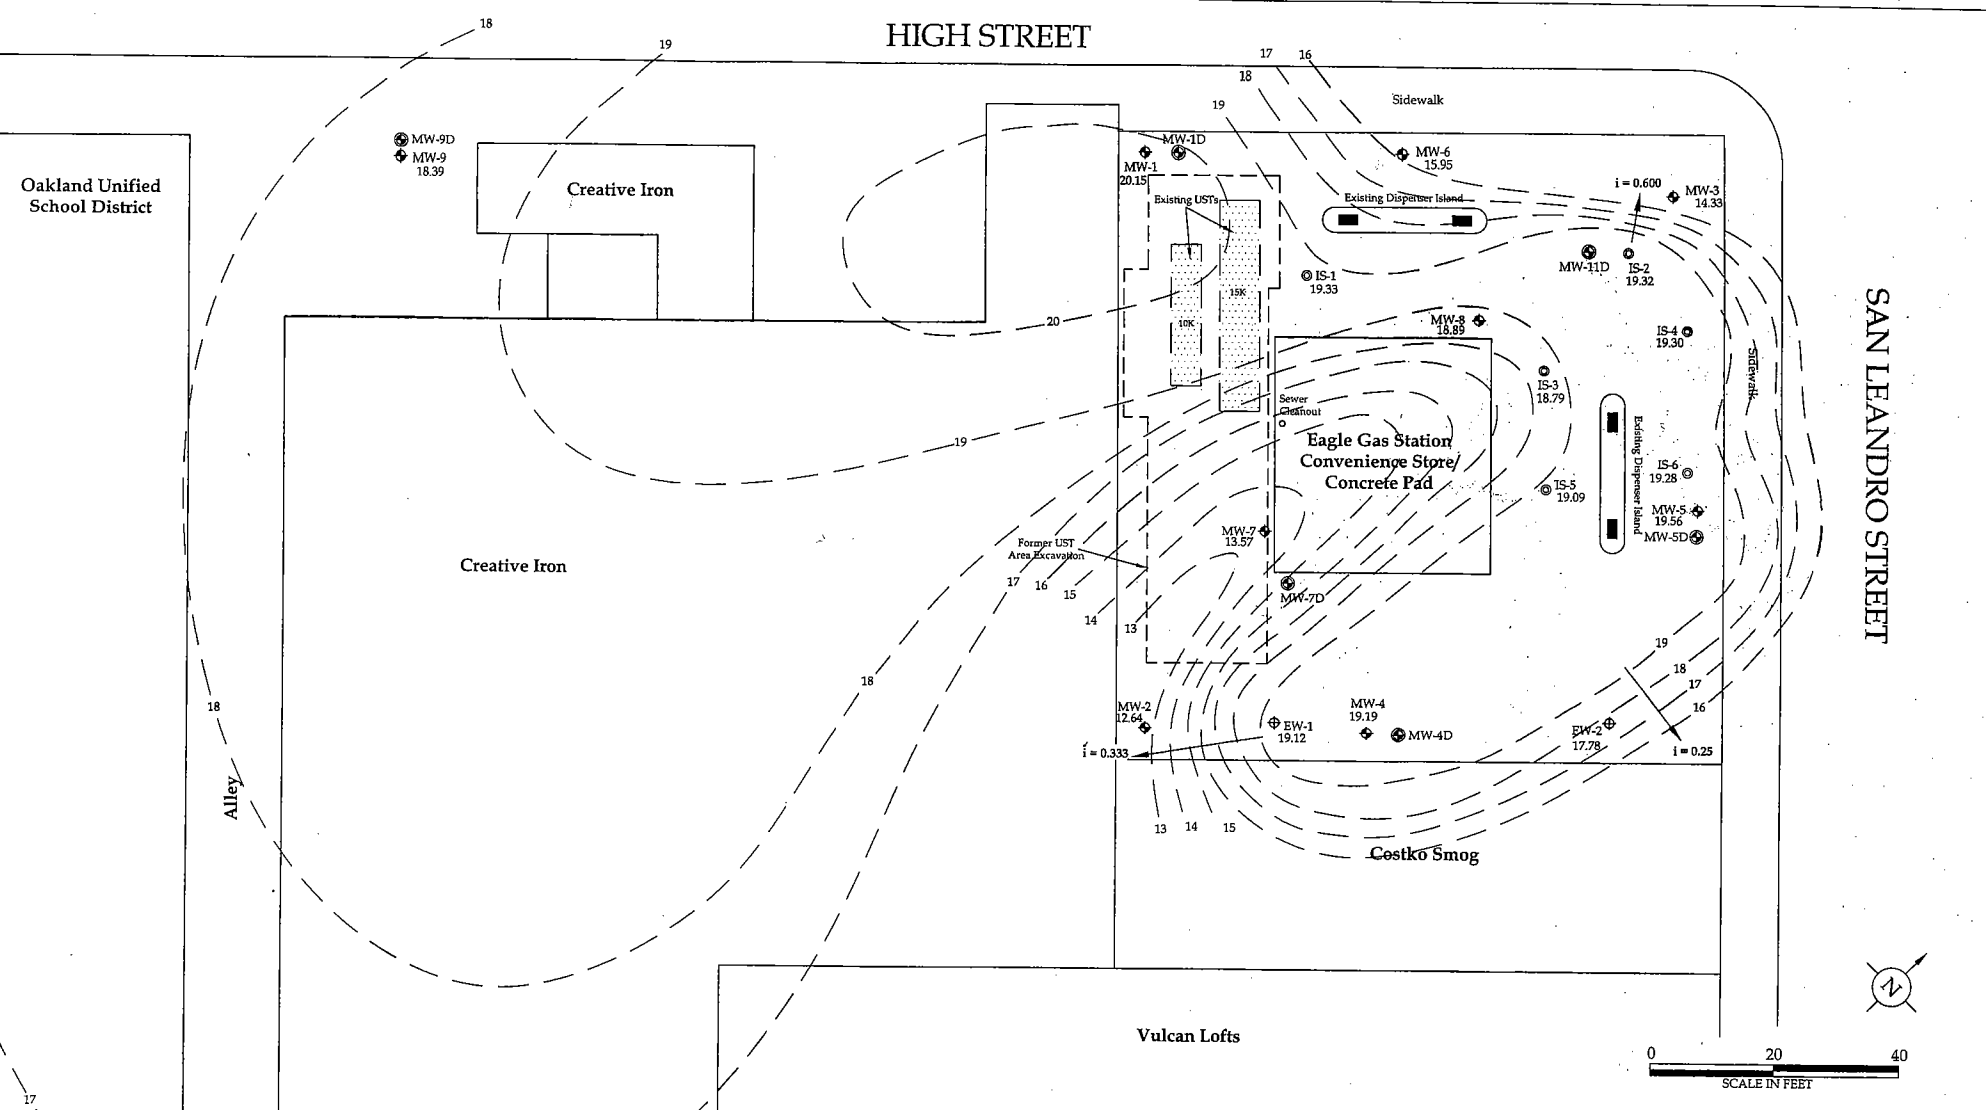 18
19
HIGH STREET
17
16
18
19
Sidewalk
MW-9D
MW-9
18.39
MW-1D
MW-1
20.15
MW-6
15.95
i = 0.600
MW-3
14.33
Oakland Unified
School District
Creative Iron
Existing USTs
Existing Dispenser Island
MW-11D
IS-2
19.32
IS-1
19.33
15K
10K
20
MW-8
18.89
IS-4
19.30
Sidewalk
SAN LEANDRO STREET
IS-3
18.79
Sewer
Cleanout
19
Eagle Gas Station
Convenience Store/
Concrete Pad
Existing Dispenser Island
IS-6
19.28
IS-5
19.09
MW-5
19.56
MW-5D
MW-7
13.57
Former UST
Area Excavation
Creative Iron
17
16
15
14
13
MW-7D
19
18
17
16
18
18
MW-2
12.64
EW-1
19.12
MW-4
19.19
MW-4D
EW-2
17.78
i = 0.333
i = 0.25
Alley
13
14
15
Costko Smog
N
Vulcan Lofts
0
20
40
SCALE IN FEET
17